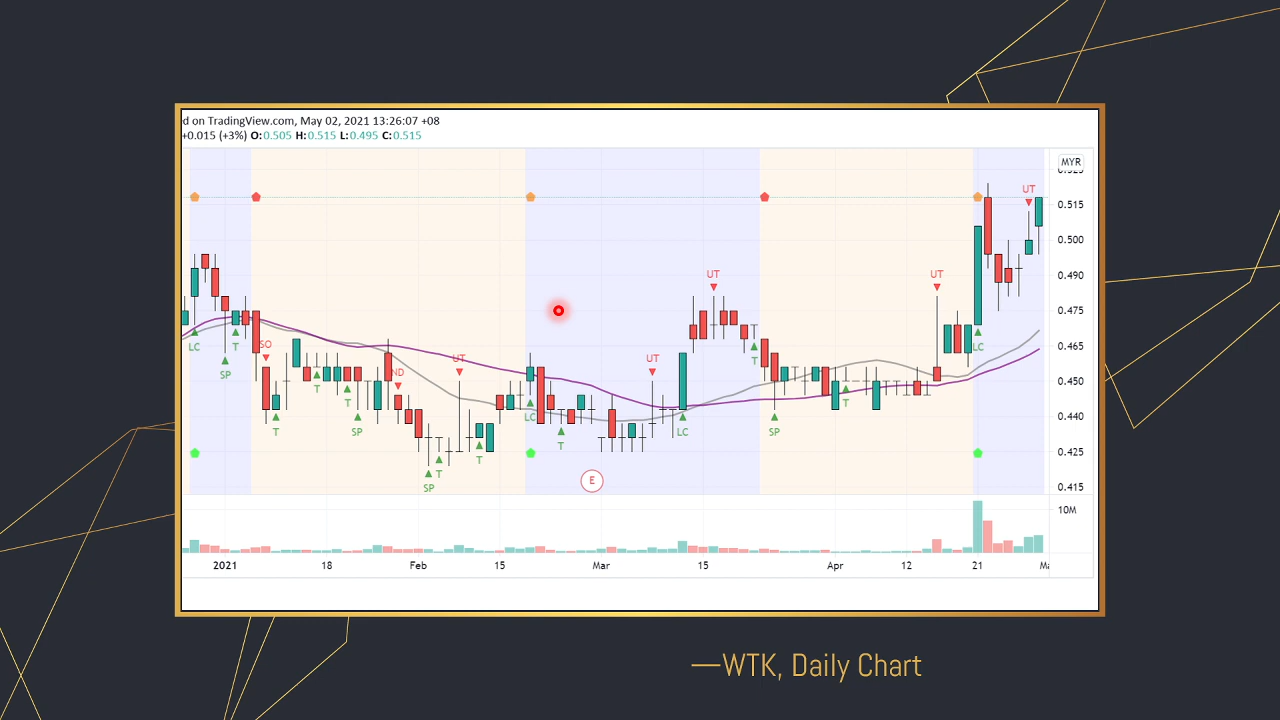 d on TradingView.com, May 02, 2021 13:26:07 +08
+0.015 (+3%) O:0.505 H:0.515 L:0.495 C:0.515
MYR
0.515
UT
0.500
UT
UT
0.490
0.475
LC
T
SO
T
LC
0.465
SP
ND
UT
UT
T
T
0.450
LC
T
SP
T
T
LC
SP
0.440
T
T
T
0.425
SP
E
0.415
10M
2021
18
Feb
15
Mar
15
Apr
12
21
—WTK, Daily Chart